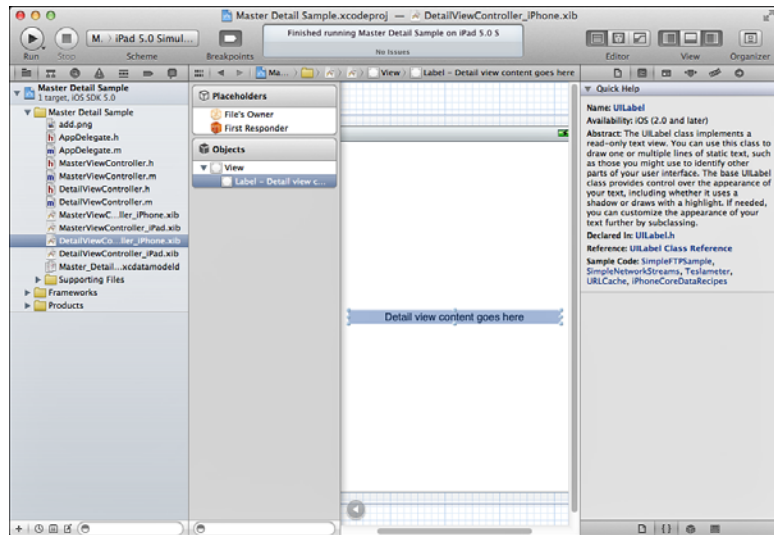 Master Detail Sample.xcodeproj — DetailViewController_iPhone.xib
M. › iPad 5.0 Simul...
Finished running Master Detail Sample on iPad 5.0 S
No Issues
Run
Stop
Scheme
Breakpoints
Editor
View
Organizer
Ma... › View › Label – Detail view content goes here
Master Detail Sample
1 target, iOS SDK 5.0
Master Detail Sample
add.png
AppDelegate.h
AppDelegate.m
MasterViewController.h
MasterViewController.m
DetailViewController.h
DetailViewController.m
MasterViewC...ller_iPhone.xib
MasterViewController_iPad.xib
DetailViewCo...ller_iPhone.xib
DetailViewController_iPad.xib
Master_Detail...xcdatamodeld
Supporting Files
Frameworks
Products
Placeholders
File's Owner
First Responder
Objects
View
Label – Detail view c...
Detail view content goes here
Quick Help
Name: UILabel
Availability: iOS (2.0 and later)
Abstract: The UILabel class implements a
read-only text view. You can use this class to
draw one or multiple lines of static text, such
as those you might use to identify other
parts of your user interface. The base UILabel
class provides control over the appearance of
your text, including whether it uses a
shadow or draws with a highlight. If needed,
you can customize the appearance of your
text further by subclassing.
Declared In: UILabel.h
Reference: UILabel Class Reference
Sample Code: SimpleFTPSample,
SimpleNetworkStreams, Teslameter,
URLCache, iPhoneCoreDataRecipes